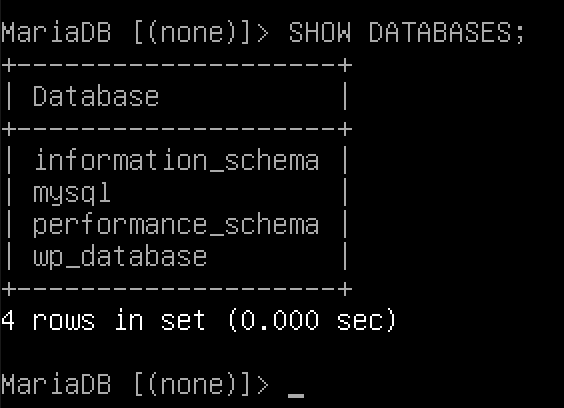 MariaDB [(none)]> SHOW DATABASES;
+--------------------+
| Database           |
+--------------------+
| information_schema |
| mysql              |
| performance_schema |
| wp_database        |
+--------------------+
4 rows in set (0.000 sec)
MariaDB [(none)]> _